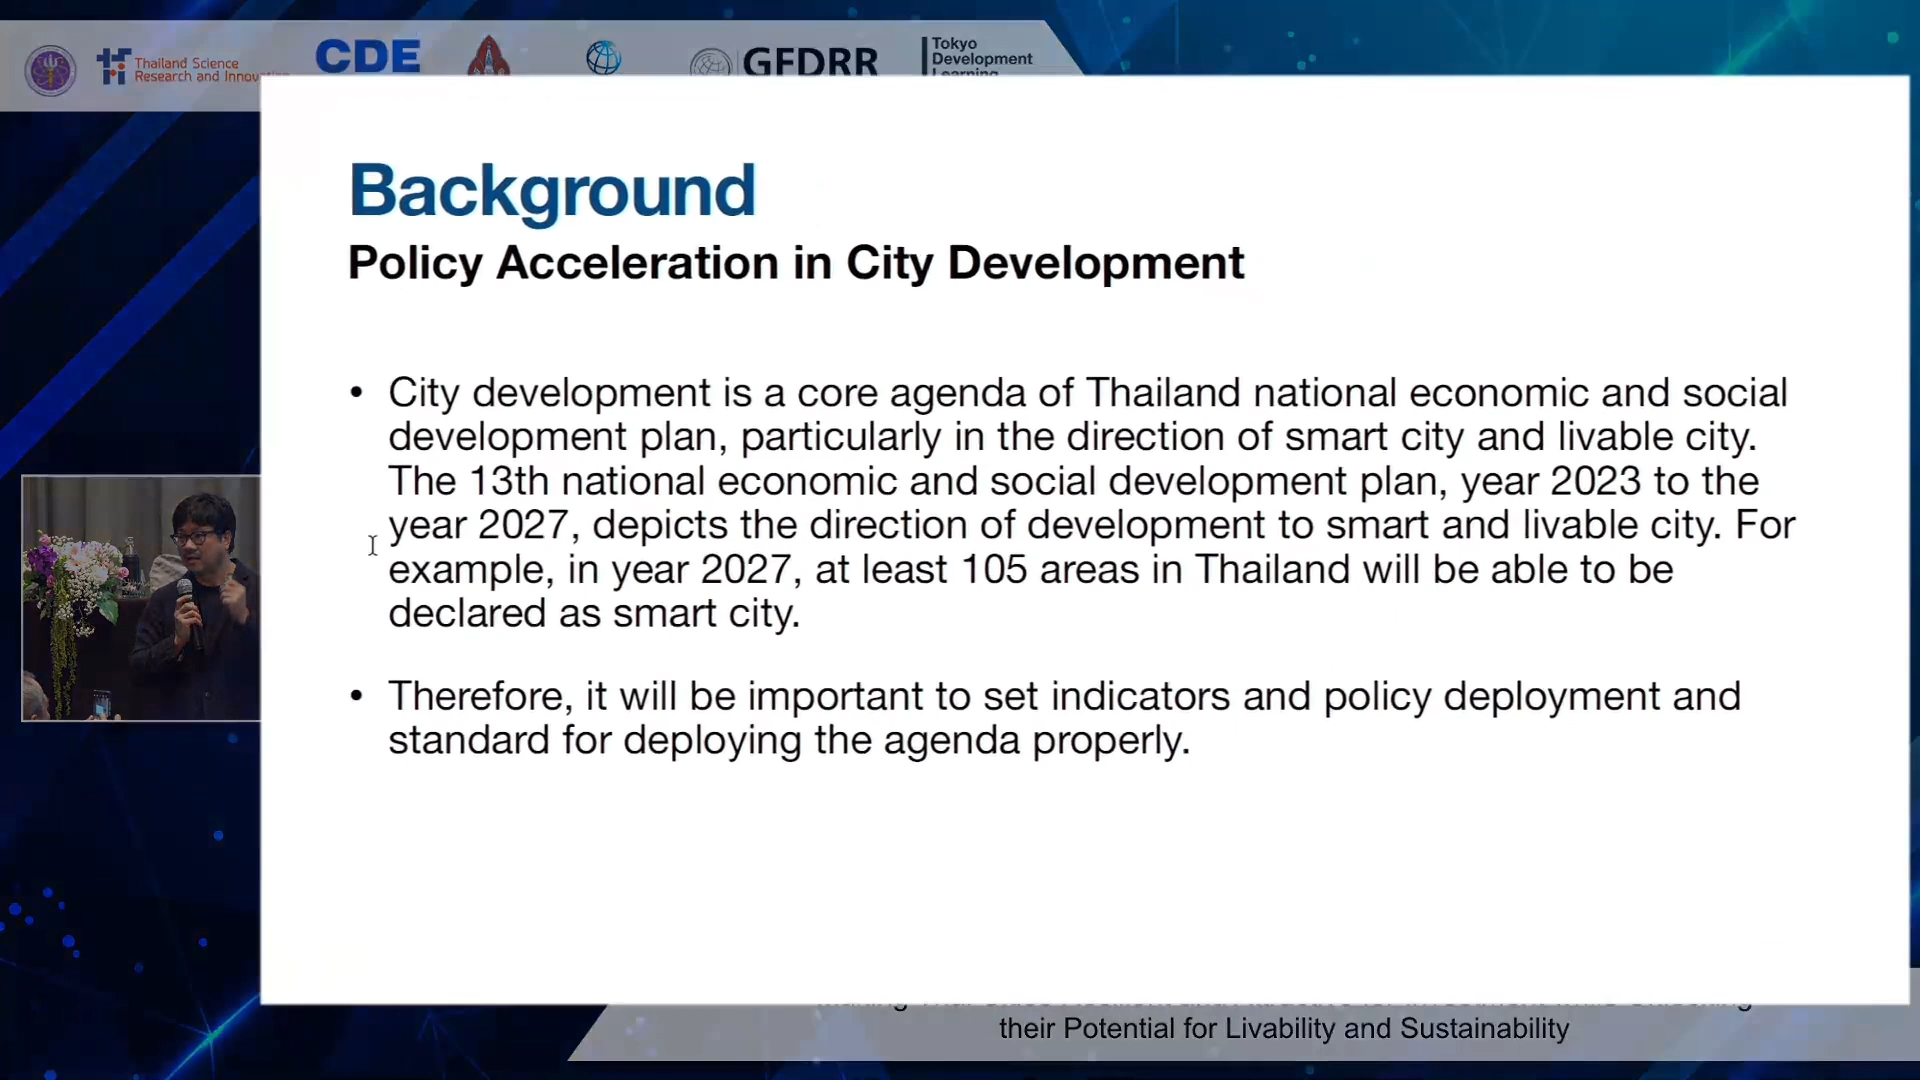 Thailand Science
Research and Innovation
CDE
GFDRR
Tokyo
Development
Learning
Background
Policy Acceleration in City Development
• City development is a core agenda of Thailand national economic and social
development plan, particularly in the direction of smart city and livable city.
The 13th national economic and social development plan, year 2023 to the
year 2027, depicts the direction of development to smart and livable city. For
example, in year 2027, at least 105 areas in Thailand will be able to be
declared as smart city.
• Therefore, it will be important to set indicators and policy deployment and
standard for deploying the agenda properly.
their Potential for Livability and Sustainability